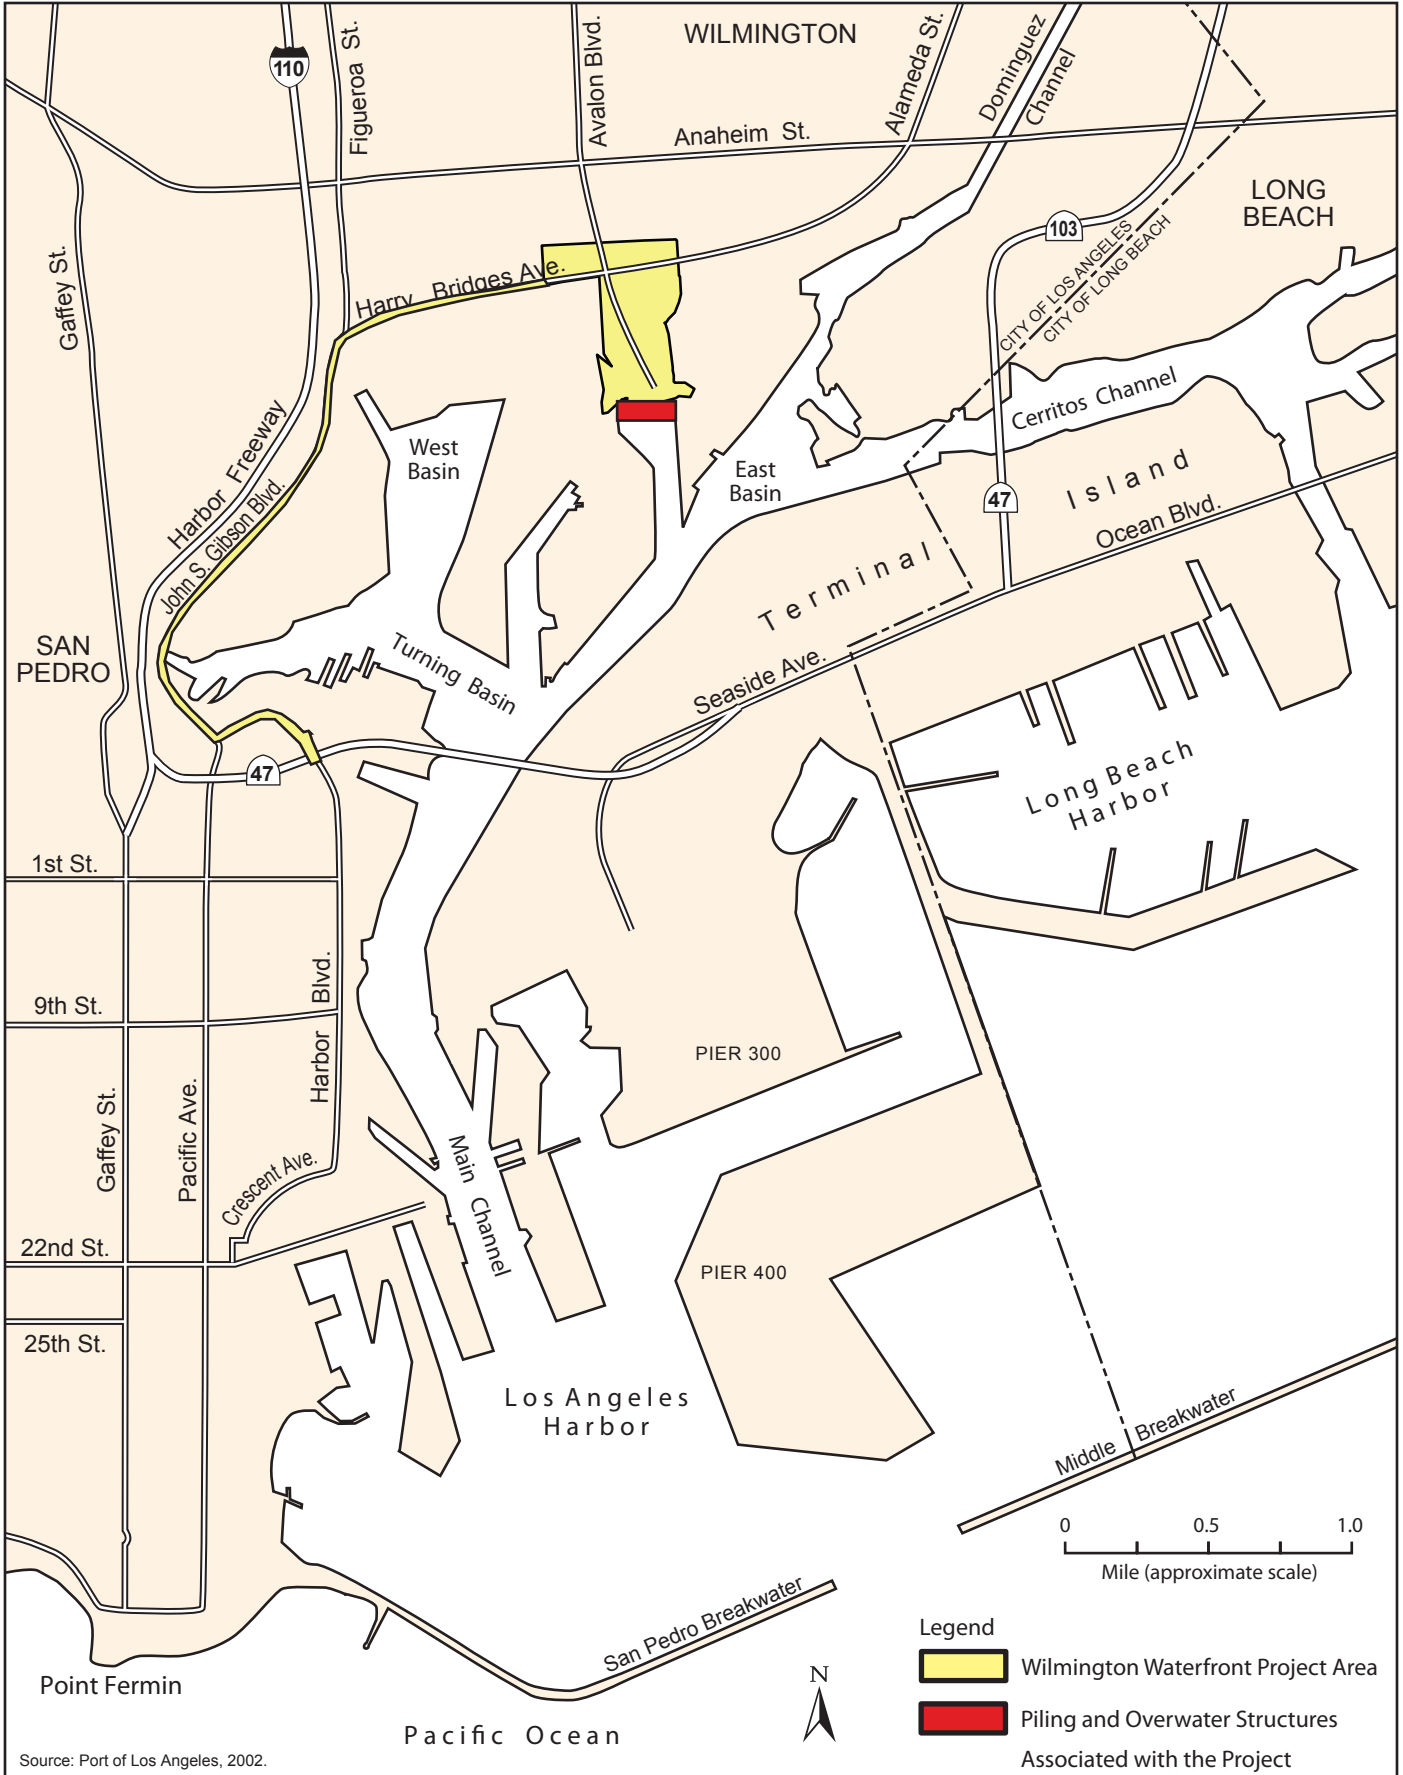 WILMINGTON
110
Figueroa St.
Avalon Blvd.
Alameda St.
Dominguez
Channel
Anaheim St.
LONG
BEACH
103
CITY OF LOS ANGELES
CITY OF LONG BEACH
Gaffey St.
Harry Bridges Ave.
Harbor Freeway
John S. Gibson Blvd.
West
Basin
East
Basin
Cerritos Channel
47
Terminal Island
Ocean Blvd.
SAN
PEDRO
Turning Basin
Seaside Ave.
47
Long Beach
Harbor
1st St.
9th St.
Harbor Blvd.
PIER 300
Gaffey St.
Pacific Ave.
Crescent Ave.
Main Channel
22nd St.
PIER 400
25th St.
Los Angeles
Harbor
Middle Breakwater
0 0.5 1.0
Mile (approximate scale)
San Pedro Breakwater
Point Fermin
Pacific Ocean
N
Legend
Wilmington Waterfront Project Area
Piling and Overwater Structures
Associated with the Project
Source: Port of Los Angeles, 2002.